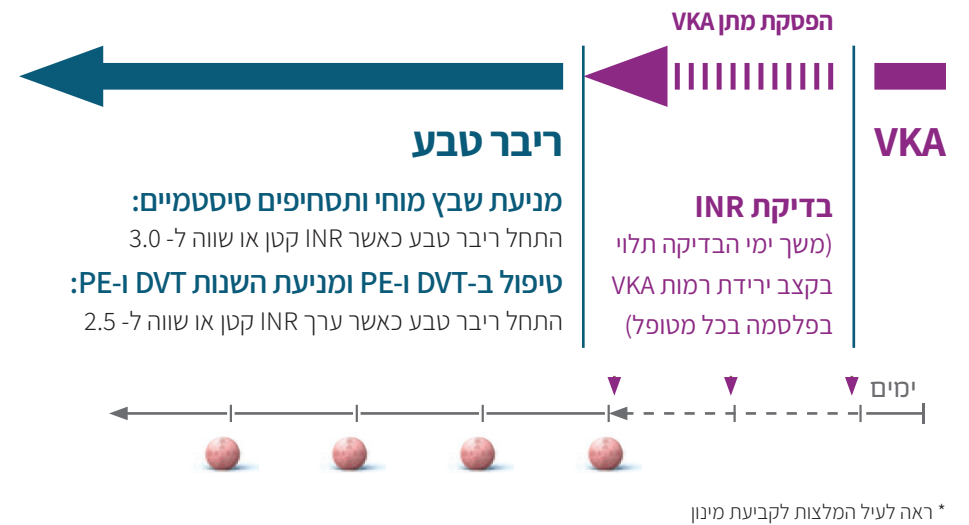 הפסקת מתן VKA
VKA
בדיקת INR
(משך ימי הבדיקה תלוי
בקצב ירידת רמות VKA
בפלסמה בכל מטופל)
ריבר טבע
מניעת שבץ מוחי ותסחיפים סיסטמיים:
התחל ריבר טבע כאשר INR קטן או שווה ל- 3.0
טיפול ב-DVT ו-PE ומניעת השנות DVT ו-PE:
התחל ריבר טבע כאשר ערך INR קטן או שווה ל- 2.5
ימים
* ראה לעיל המלצות לקביעת מינון